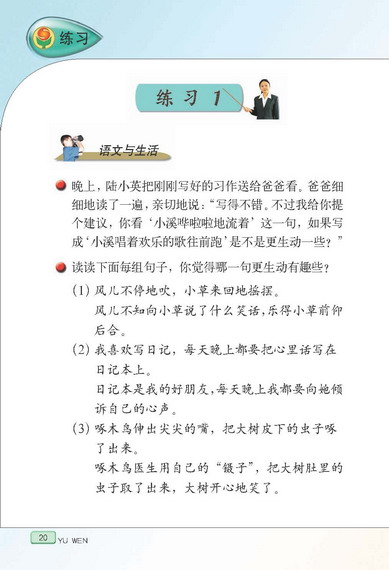 练习
练习 1
语文与生活
晚上，陆小英把刚刚写好的习作送给爸爸看。爸爸细
细地读了一遍，亲切地说：“写得不错。不过我给你提
个建议，你看‘小溪哗啦啦地流着’这一句，如果写
成‘小溪唱着欢乐的歌往前跑’是不是更生动一些？”
读读下面每组句子，你觉得哪一句更生动有趣些？
(1) 风儿不停地吹，小草来回地摇摆。
风儿不知向小草说了什么笑话，乐得小草前仰
后合。
(2) 我喜欢写日记，每天晚上都要把心里话写在
日记本上。
日记本是我的好朋友，每天晚上我都要向她倾
诉自己的心声。
(3) 啄木鸟伸出尖尖的嘴，把大树皮下的虫子啄
了出来。
啄木鸟医生用自己的“镊子”，把大树肚里的
虫子取了出来，大树开心地笑了。
20 YU WEN